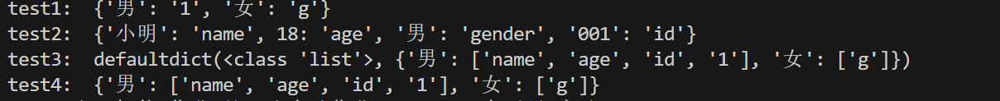 test1:  {'男': '1', '女': 'g'}
test2:  {'小明': 'name', 18: 'age', '男': 'gender', '001': 'id'}
test3:  defaultdict(<class 'list'>, {'男': ['name', 'age', 'id', '1'], '女': ['g']})
test4:  {'男': ['name', 'age', 'id', '1'], '女': ['g']}